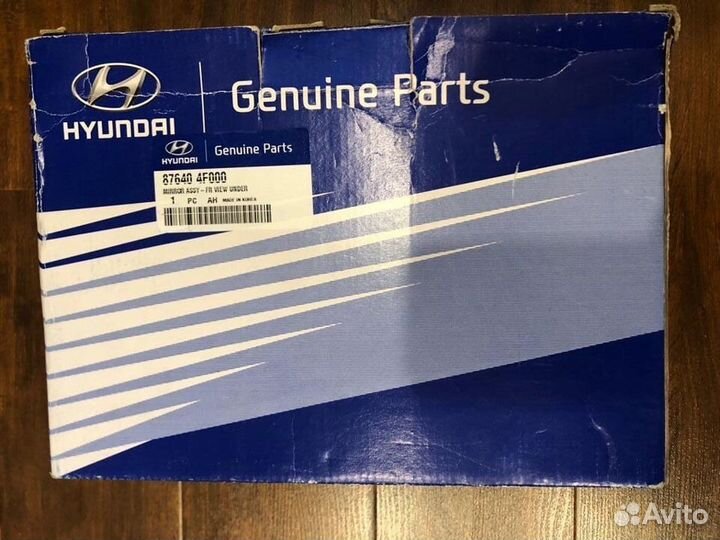 HYUNDAI
Genuine Parts
HYUNDAI
Genuine Parts
87640 4F000
MIRROR ASSY-FR VIEW UNDER
1 PC AH MADE IN KOREA
Avito